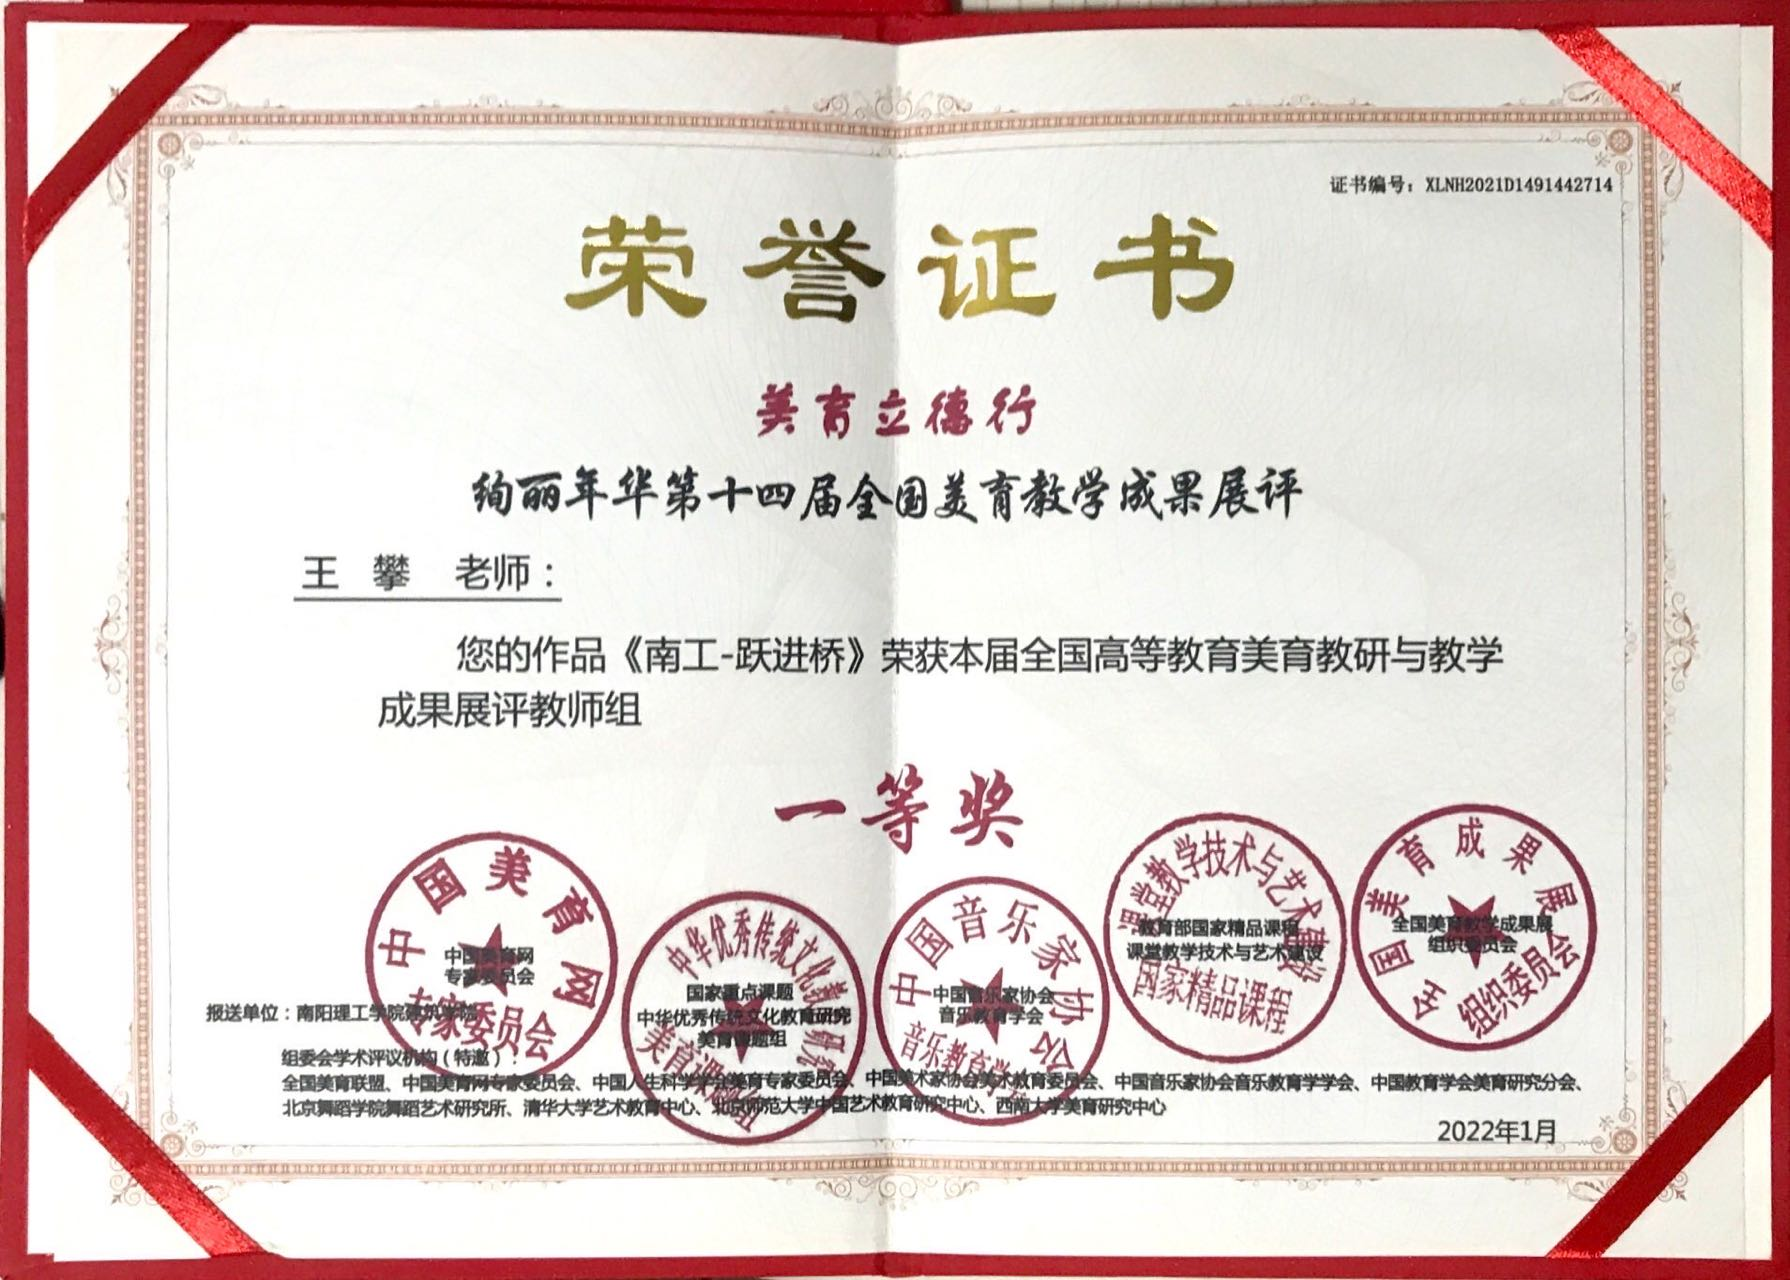 证书编号：XLNH2021D1491442714
荣誉证书
美育立德行
绚丽年华第十四届全国美育教学成果展评
王 攀 老师：
您的作品《南工-跃进桥》荣获本届全国高等教育美育教研与教学
成果展评教师组
一等奖
中国美育网
专家委员会
中国美育网
专家委员会
中华优秀传统文化教育研究
美育课题组
国家重点课题
中华优秀传统文化教育研究
美育课题组
中国音乐家协会
音乐教育学会
中国音乐家协会
音乐教育学会
课堂教学技术与艺术建设
国家精品课程
教育部国家精品课程
课堂教学技术与艺术建设
全国美育成果展
组织委员会
全国美育教学成果展
组织委员会
报送单位：南阳理工学院建筑学院
组委会学术评议机构（特邀）：
全国美育联盟、中国美育网专家委员会、中国人生科学学会美育专家委员会、中国美术家协会美术教育委员会、中国音乐家协会音乐教育学学会、中国教育学会美育研究分会、
北京舞蹈学院舞蹈艺术研究所、清华大学艺术教育中心、北京师范大学中国艺术教育研究中心、西南大学美育研究中心
2022年1月